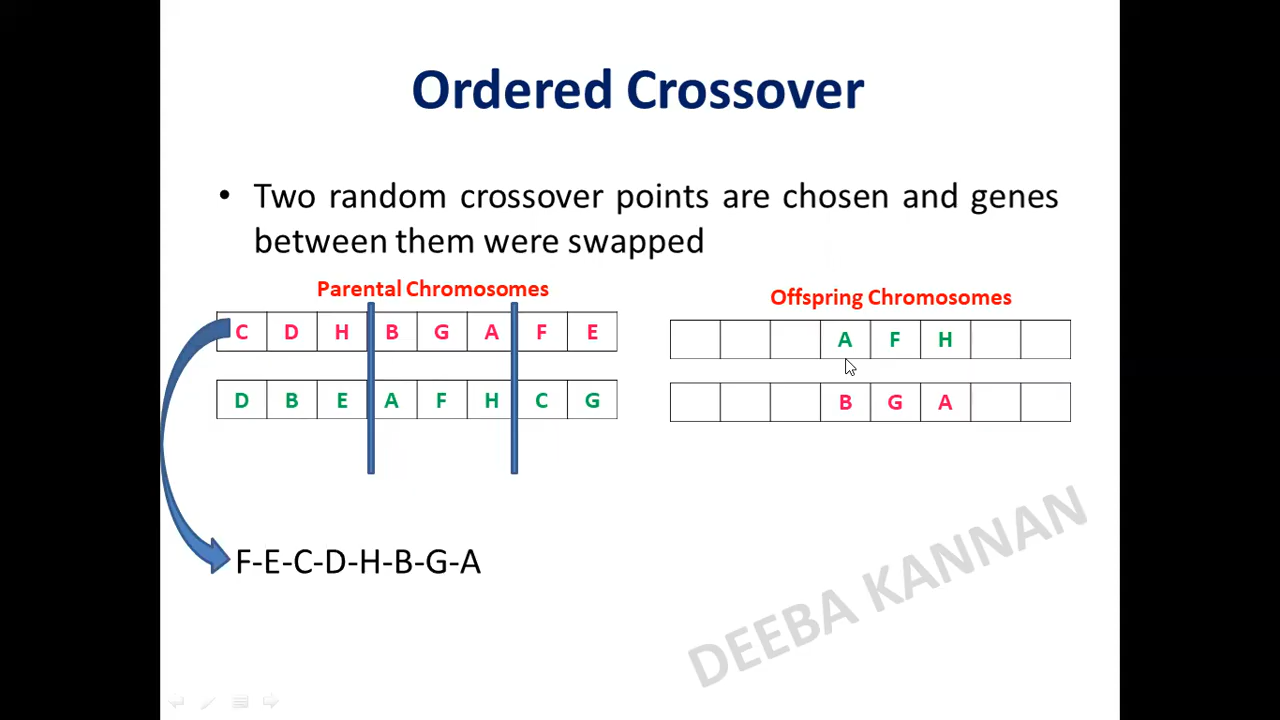 Ordered Crossover
• Two random crossover points are chosen and genes
between them were swapped
Parental Chromosomes
C D H B G A F E
D B E A F H C G
Offspring Chromosomes
A F H
B G A
F-E-C-D-H-B-G-A
DEEBA KANNAN